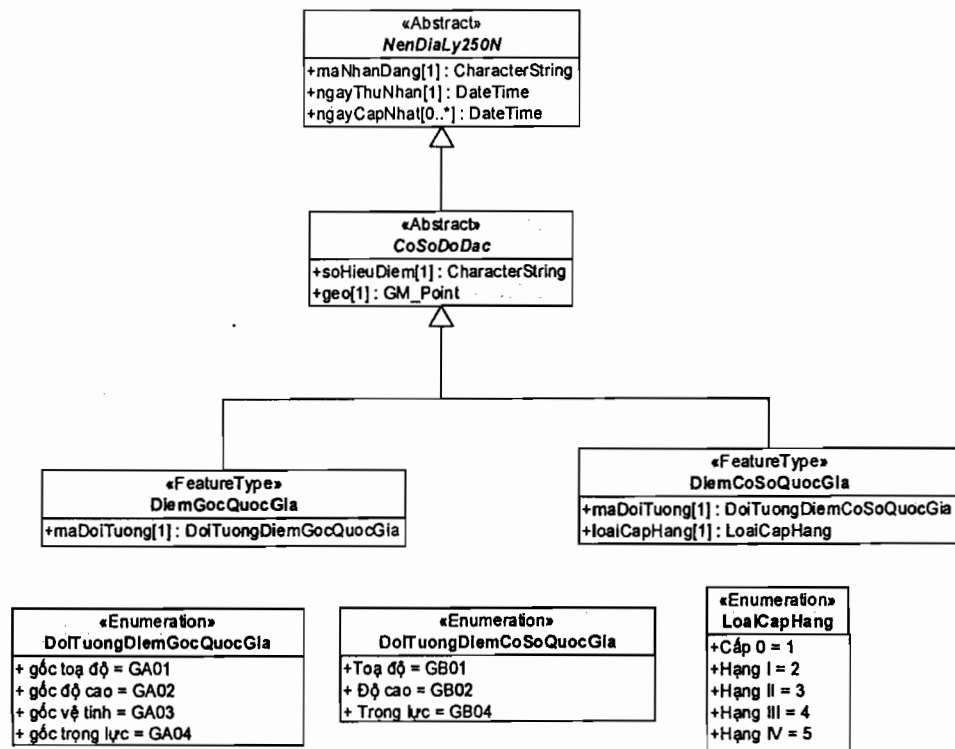 «Abstract»
NenDiaLy250N
+maNhanDang[1] : CharacterString
+ngayThuNhan[1] : DateTime
+ngayCapNhat[0..*] : DateTime
«Abstract»
CoSoDoDac
+soHieuDiem[1] : CharacterString
+geo[1] : GM_Point
«FeatureType»
DiemGocQuocGia
+maDoiTuong[1] : DoiTuongDiemGocQuocGia
«FeatureType»
DiemCoSoQuocGia
+maDoiTuong[1] : DoiTuongDiemCoSoQuocGia
+loaiCapHang[1] : LoaiCapHang
«Enumeration»
DoiTuongDiemGocQuocGia
+ gốc toạ độ = GA01
+ gốc độ cao = GA02
+ gốc vệ tinh = GA03
+ gốc trọng lực = GA04
«Enumeration»
DoiTuongDiemCoSoQuocGia
+Toạ độ = GB01
+ Độ cao = GB02
+ Trọng lực = GB04
«Enumeration»
LoaiCapHang
+Cấp 0 = 1
+Hạng I = 2
+Hạng II = 3
+Hạng III = 4
+Hạng IV = 5